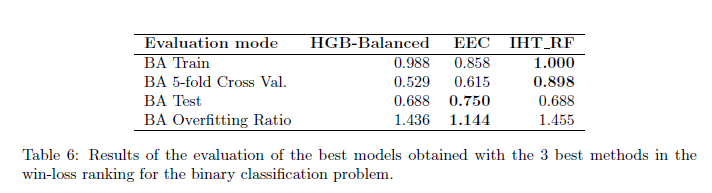 Evaluation mode HGB-Balanced EEC IHT_RF
BA Train 0.988 0.858 1.000
BA 5-fold Cross Val. 0.529 0.615 0.898
BA Test 0.688 0.750 0.688
BA Overfitting Ratio 1.436 1.144 1.455
Table 6: Results of the evaluation of the best models obtained with the 3 best methods in the
win-loss ranking for the binary classification problem.